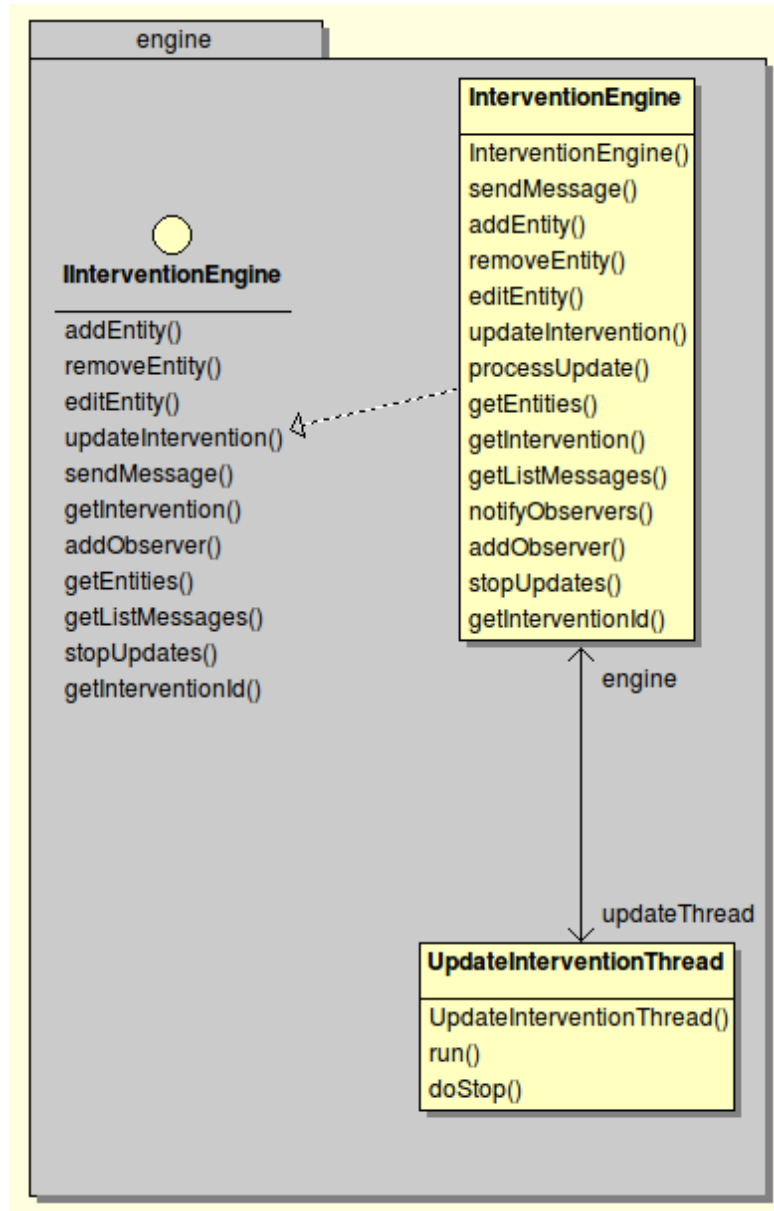 engine
IInterventionEngine
addEntity()
removeEntity()
editEntity()
updateIntervention()
sendMessage()
getIntervention()
addObserver()
getEntities()
getListMessages()
stopUpdates()
getInterventionId()
InterventionEngine
InterventionEngine()
sendMessage()
addEntity()
removeEntity()
editEntity()
updateIntervention()
processUpdate()
getEntities()
getIntervention()
getListMessages()
notifyObservers()
addObserver()
stopUpdates()
getInterventionId()
engine
updateThread
UpdateInterventionThread
UpdateInterventionThread()
run()
doStop()